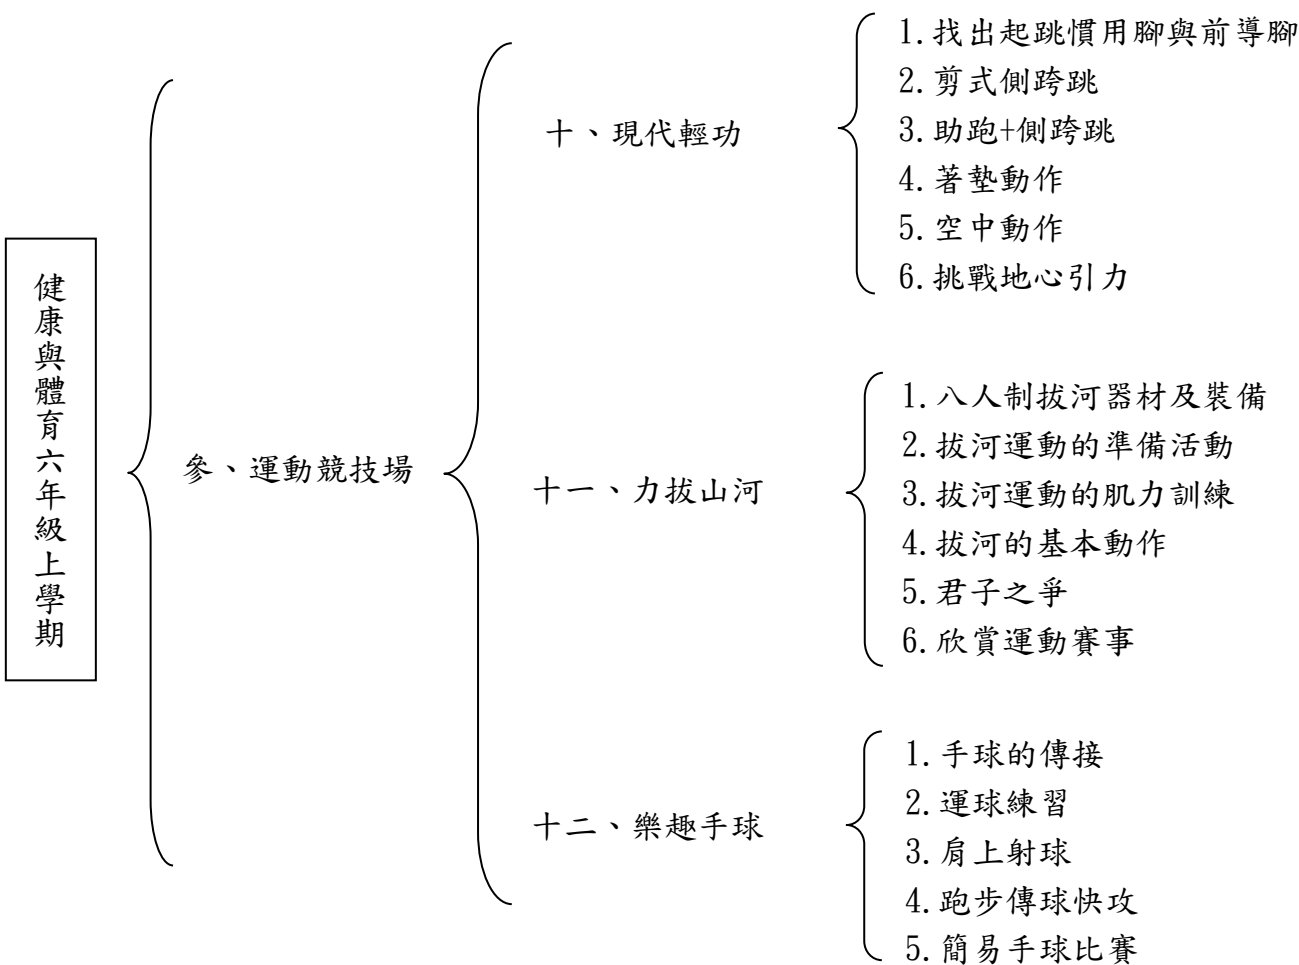 健康與體育六年級上學期
參、運動競技場
十、現代輕功
1.找出起跳慣用腳與前導腳
2.剪式側跨跳
3.助跑+側跨跳
4.著墊動作
5.空中動作
6.挑戰地心引力
十一、力拔山河
1.八人制拔河器材及裝備
2.拔河運動的準備活動
3.拔河運動的肌力訓練
4.拔河的基本動作
5.君子之爭
6.欣賞運動賽事
十二、樂趣手球
1.手球的傳接
2.運球練習
3.肩上射球
4.跑步傳球快攻
5.簡易手球比賽